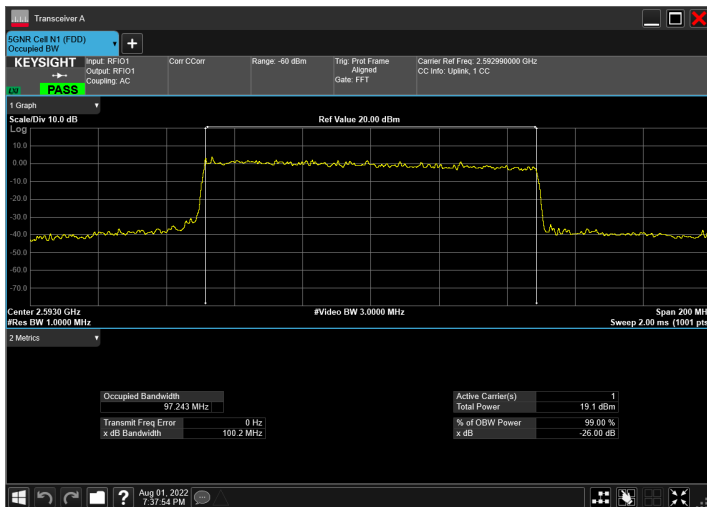 Transceiver A
5GNR Cell N1 (FDD)
Occupied BW
KEYSIGHT
PASS
Input: RFIO1
Output: RFIO1
Coupling: AC
Corr CCorr
Range: -60 dBm
Trig: Prot Frame
Aligned
Gate: FFT
Carrier Ref Freq: 2.592990000 GHz
CC Info: Uplink, 1 CC
1 Graph
Scale/Div 10.0 dB
Ref Value 20.00 dBm
Log
10.0
0.00
-10.0
-20.0
-30.0
-40.0
-50.0
-60.0
-70.0
Center 2.5930 GHz
#Video BW 3.0000 MHz
Span 200 MH
#Res BW 1.0000 MHz
Sweep 2.00 ms (1001 pts
2 Metrics
Occupied Bandwidth
97.243 MHz
Transmit Freq Error 0 Hz
x dB Bandwidth 100.2 MHz
Active Carrier(s) 1
Total Power 19.1 dBm
% of OBW Power 99.00 %
x dB -26.00 dB
Aug 01, 2022
7:37:54 PM